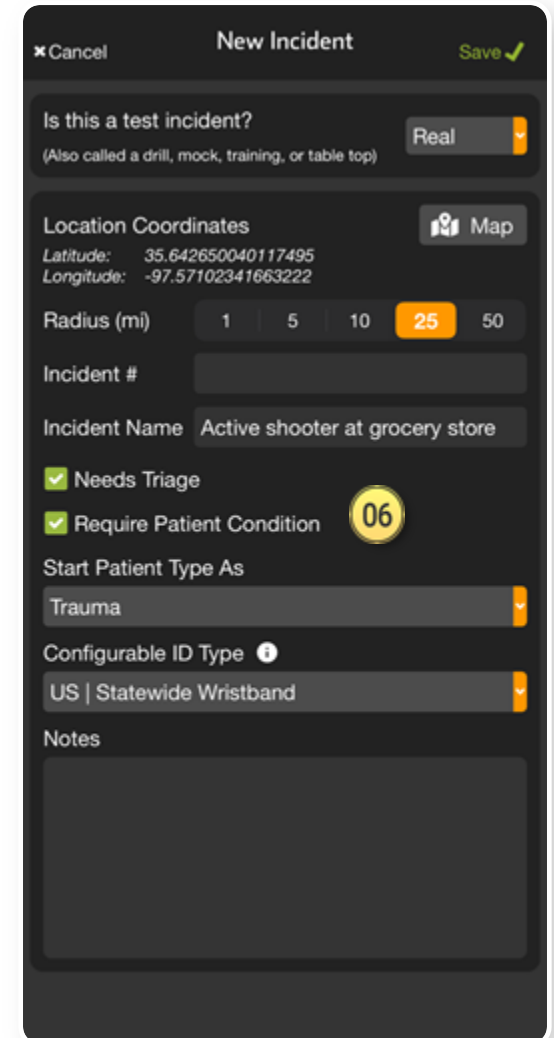 ✖Cancel New Incident Save✓
Is this a test incident?
(Also called a drill, mock, training, or table top)
Real
Location Coordinates
Map
Latitude: 35.642650040117495
Longitude: -97.57102341663222
Radius (mi) 1 5 10 25 50
Incident #
Incident Name Active shooter at grocery store
Needs Triage
Require Patient Condition
06
Start Patient Type As
Trauma
Configurable ID Type i
US | Statewide Wristband
Notes